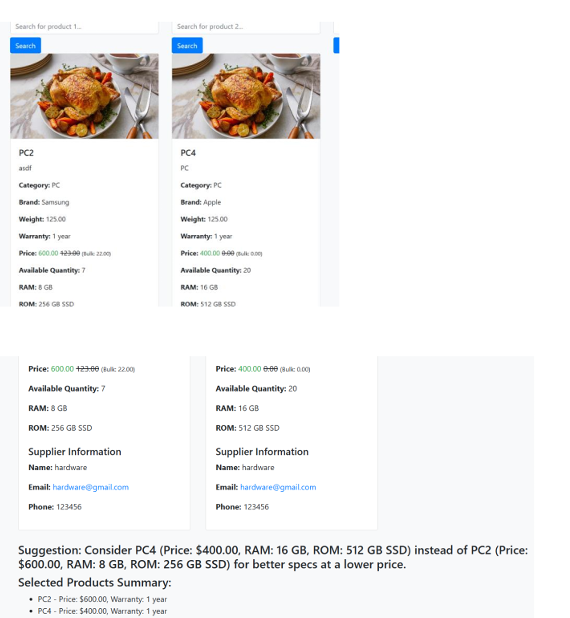 Search for product 1...
Search for product 2...
Search
Search
PC2
asdf
Category: PC
Brand: Samsung
Weight: 125.00
Warranty: 1 year
Price: 600.00 123.00 (Bulk: 22.00)
Available Quantity: 7
RAM: 8 GB
ROM: 256 GB SSD
PC4
PC
Category: PC
Brand: Apple
Weight: 125.00
Warranty: 1 year
Price: 400.00 0.00 (Bulk: 0.00)
Available Quantity: 20
RAM: 16 GB
ROM: 512 GB SSD
Price: 600.00 123.00 (Bulk: 22.00)
Available Quantity: 7
RAM: 8 GB
ROM: 256 GB SSD
Supplier Information
Name: hardware
Email: hardware@gmail.com
Phone: 123456
Price: 400.00 0.00 (Bulk: 0.00)
Available Quantity: 20
RAM: 16 GB
ROM: 512 GB SSD
Supplier Information
Name: hardware
Email: hardware@gmail.com
Phone: 123456
Suggestion: Consider PC4 (Price: $400.00, RAM: 16 GB, ROM: 512 GB SSD) instead of PC2 (Price:
$600.00, RAM: 8 GB, ROM: 256 GB SSD) for better specs at a lower price.
Selected Products Summary:
• PC2 - Price: $600.00, Warranty: 1 year
• PC4 - Price: $400.00, Warranty: 1 year